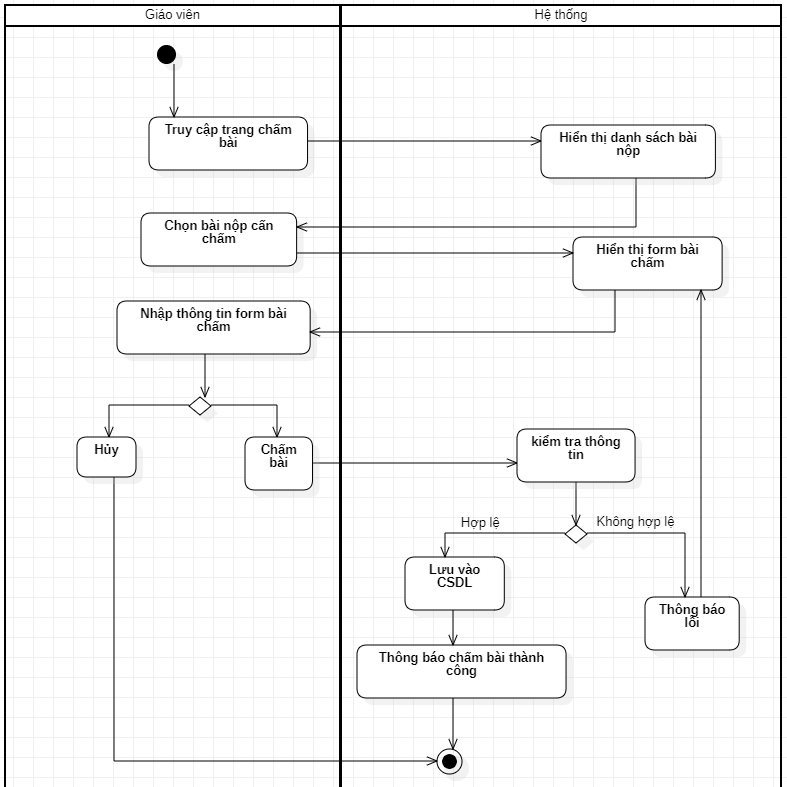 Giáo viên
Hệ thống
Truy cập trang chấm
bài
Hiển thị danh sách bài
nộp
Chọn bài nộp cấn
chấm
Hiển thị form bài
chấm
Nhập thông tin form bài
chấm
Hủy
Chấm
bài
kiểm tra thông
tin
Hợp lệ
Không hợp lệ
Lưu vào
CSDL
Thông báo
lỗi
Thông báo chấm bài thành
công